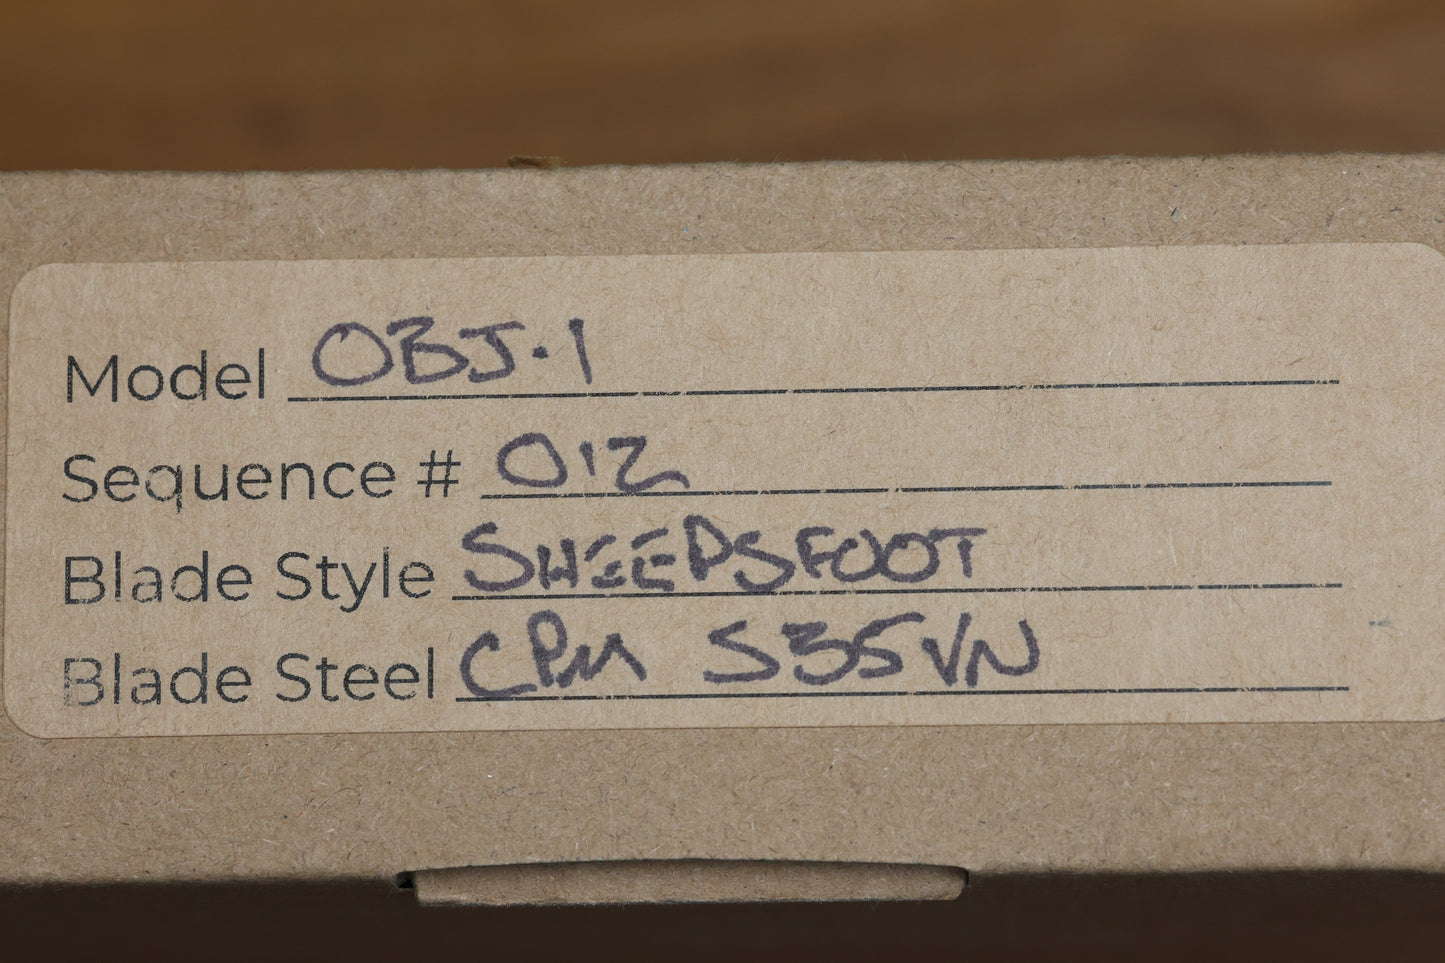 Model OBJ-1
Sequence # 012
Blade Style SHEEPSFOOT
Blade Steel CPM S35VN